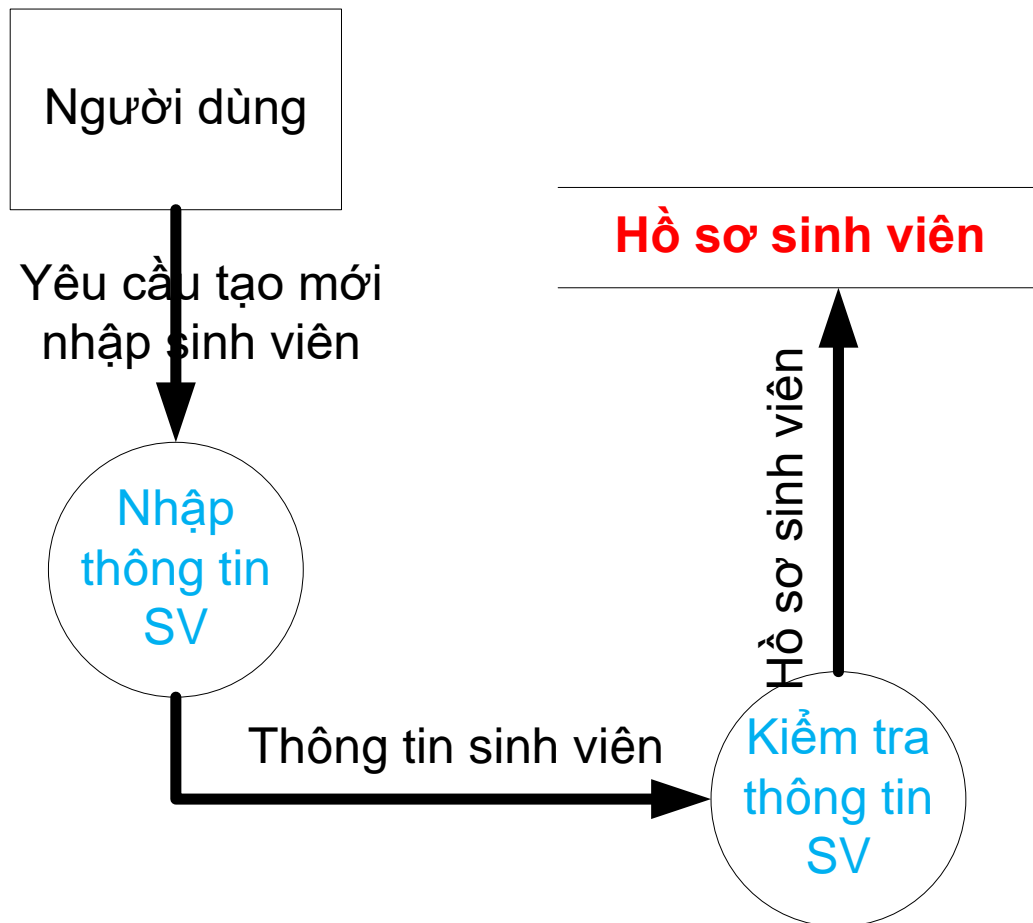 Người dùng
Hồ sơ sinh viên
Yêu cầu tạo mới
nhập sinh viên
Hồ sơ sinh viên
Nhập
thông tin
SV
Thông tin sinh viên
Kiểm tra
thông tin
SV